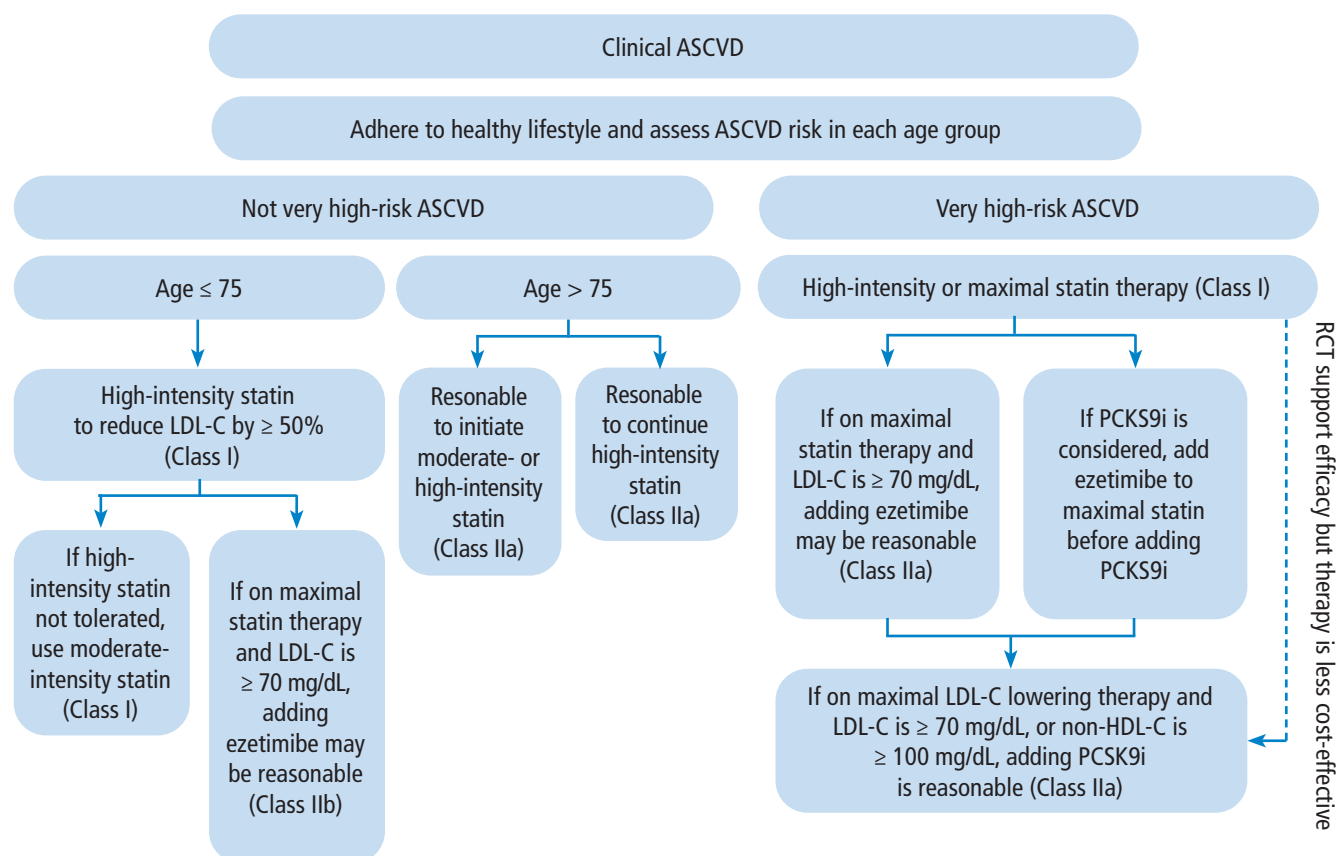 Clinical ASCVD
Adhere to healthy lifestyle and assess ASCVD risk in each age group
Not very high-risk ASCVD
Age ≤ 75
High-intensity statin
to reduce LDL-C by ≥ 50%
(Class I)
If high-
intensity statin
not tolerated,
use moderate-
intensity statin
(Class I)
If on maximal
statin therapy
and LDL-C is
≥ 70 mg/dL,
adding
ezetimibe may
be reasonable
(Class IIb)
Age > 75
Resonable
to initiate
moderate- or
high-intensity
statin
(Class IIa)
Resonable
to continue
high-intensity
statin
(Class IIa)
Very high-risk ASCVD
High-intensity or maximal statin therapy (Class I)
If on maximal
statin therapy and
LDL-C is ≥ 70 mg/dL,
adding ezetimibe
may be reasonable
(Class IIa)
If PCKS9i is
considered, add
ezetimibe to
maximal statin
before adding
PCKS9i
If on maximal LDL-C lowering therapy and
LDL-C is ≥ 70 mg/dL, or non-HDL-C is
≥ 100 mg/dL, adding PCSK9i
is reasonable (Class IIa)
RCT support efficacy but therapy is less cost-effective